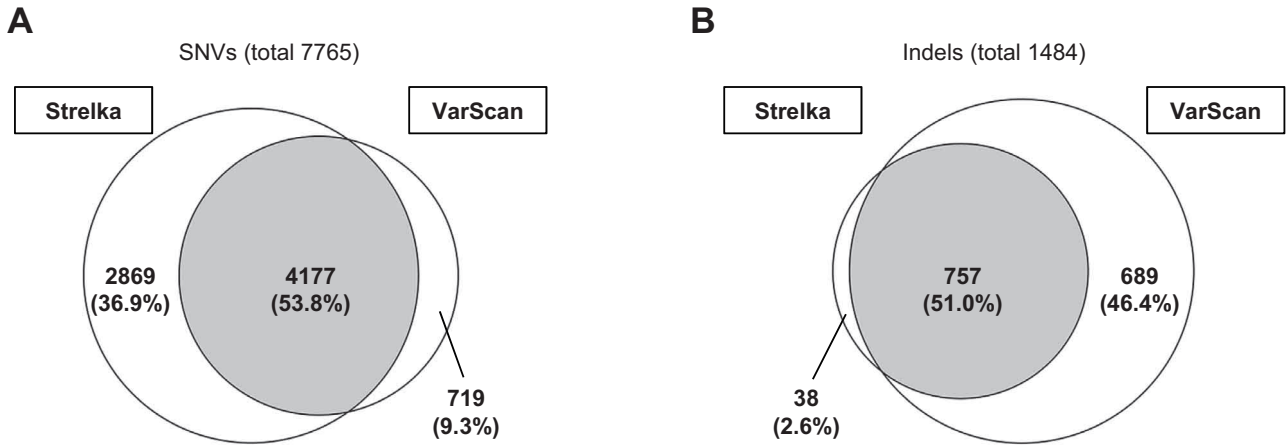 A
SNVs (total 7765)
Strelka
VarScan
2869
(36.9%)
4177
(53.8%)
719
(9.3%)
B
Indels (total 1484)
Strelka
VarScan
757
(51.0%)
689
(46.4%)
38
(2.6%)